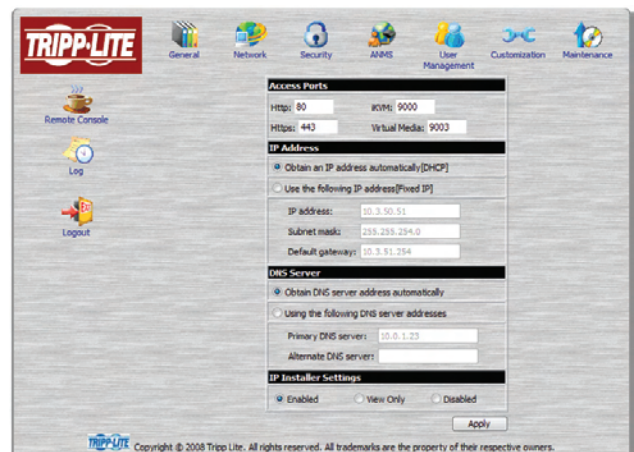 TRIPP·LITE
General
Network
Security
ANMS
User Management
Customization
Maintenance
Remote Console
Log
Logout
Access Ports
Http: 80
iKVM: 9000
Https: 443
Virtual Media: 9003
IP Address
Obtain an IP address automatically[DHCP]
Use the following IP address[Fixed IP]
IP address: 10.3.50.51
Subnet mask: 255.255.254.0
Default gateway: 10.3.51.254
DNS Server
Obtain DNS server address automatically
Using the following DNS server addresses
Primary DNS server: 10.0.1.23
Alternate DNS server:
IP Installer Settings
Enabled
View Only
Disabled
Apply
TRIPP·LITE Copyright © 2008 Tripp Lite. All rights reserved. All trademarks are the property of their respective owners.